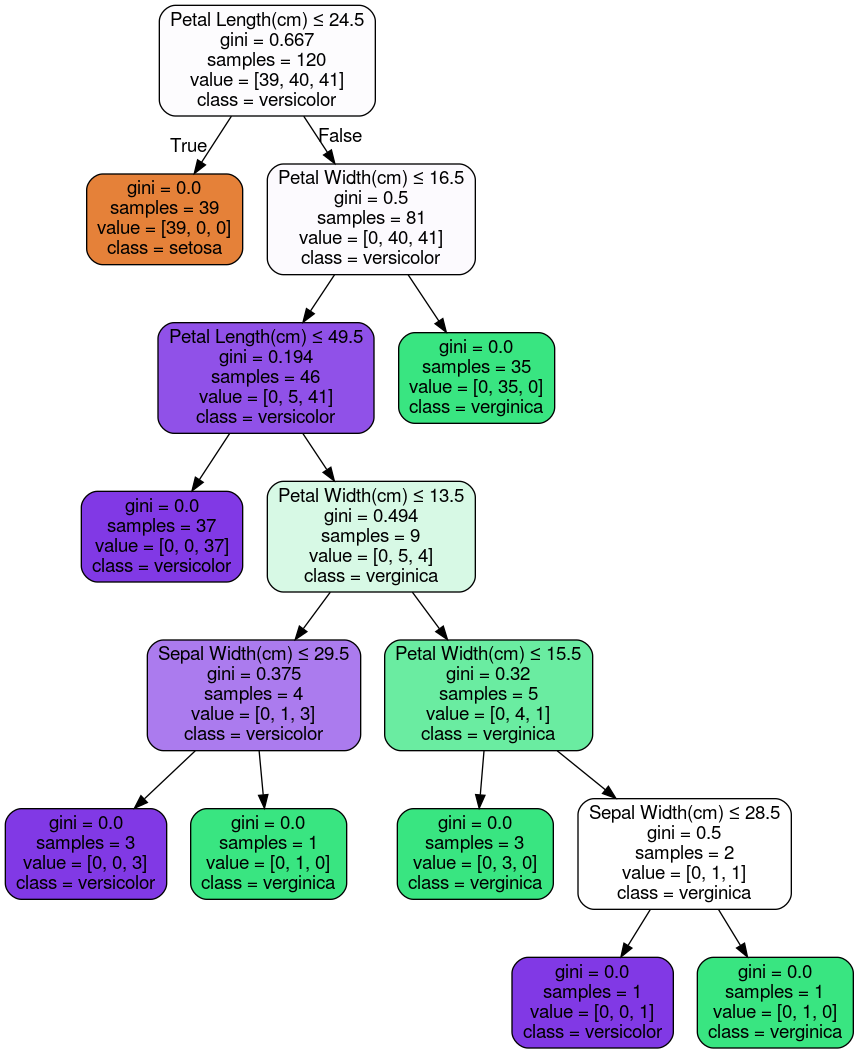 Petal Length(cm) ≤ 24.5
gini = 0.667
samples = 120
value = [39, 40, 41]
class = versicolor
True
False
gini = 0.0
samples = 39
value = [39, 0, 0]
class = setosa
Petal Width(cm) ≤ 16.5
gini = 0.5
samples = 81
value = [0, 40, 41]
class = versicolor
Petal Length(cm) ≤ 49.5
gini = 0.194
samples = 46
value = [0, 5, 41]
class = versicolor
gini = 0.0
samples = 35
value = [0, 35, 0]
class = verginica
gini = 0.0
samples = 37
value = [0, 0, 37]
class = versicolor
Petal Width(cm) ≤ 13.5
gini = 0.494
samples = 9
value = [0, 5, 4]
class = verginica
Sepal Width(cm) ≤ 29.5
gini = 0.375
samples = 4
value = [0, 1, 3]
class = versicolor
Petal Width(cm) ≤ 15.5
gini = 0.32
samples = 5
value = [0, 4, 1]
class = verginica
gini = 0.0
samples = 3
value = [0, 0, 3]
class = versicolor
gini = 0.0
samples = 1
value = [0, 1, 0]
class = verginica
gini = 0.0
samples = 3
value = [0, 3, 0]
class = verginica
Sepal Width(cm) ≤ 28.5
gini = 0.5
samples = 2
value = [0, 1, 1]
class = verginica
gini = 0.0
samples = 1
value = [0, 0, 1]
class = versicolor
gini = 0.0
samples = 1
value = [0, 1, 0]
class = verginica